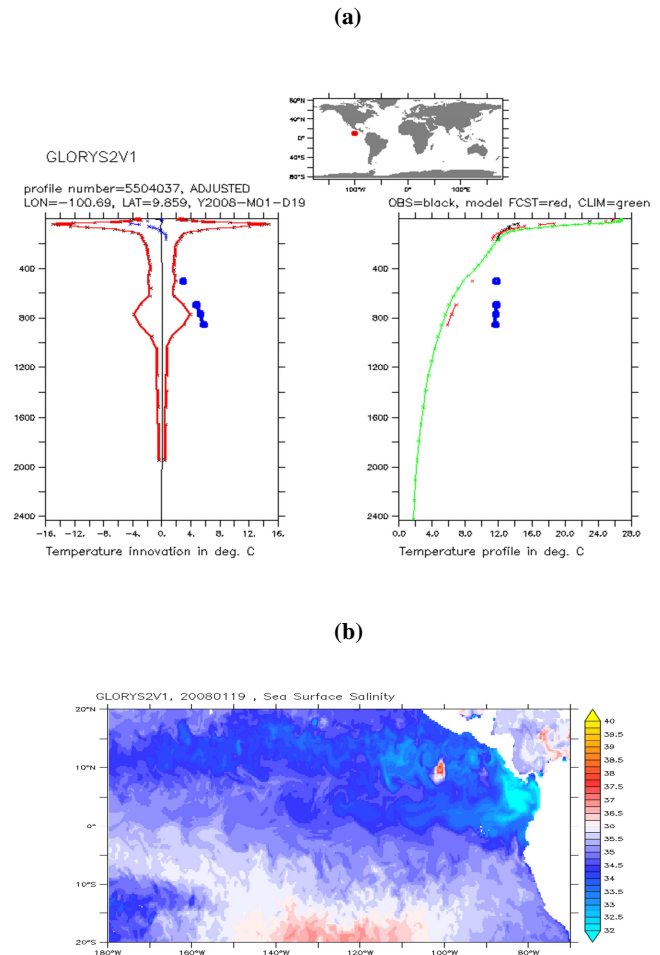 (a)
60°N
40°N
0°
40°S
60°S
100°W 0° 100°E
GLORYS2V1
profile number=5504037, ADJUSTED
LON=-100.69, LAT=9.859, Y2008-M01-D19
OBS=black, model FCST=red, CLIM=green
400
800
1200
1600
2000
2400
-16. -12. -8. -4. 0. 4. 8. 12. 16.
Temperature innovation in deg. C
400
800
1200
1600
2000
2400
0.0 4.0 8.0 12.0 16.0 20.0 24.0 28.0
Temperature profile in deg. C
(b)
GLORYS2V1, 20080119 , Sea Surface Salinity
20°N
10°N
0°
10°S
20°S
180°W 160°W 140°W 120°W 100°W 80°W
40
39.5
39
38.5
38
37.5
37
36.5
36
35.5
35
34.5
34
33.5
33
32.5
32